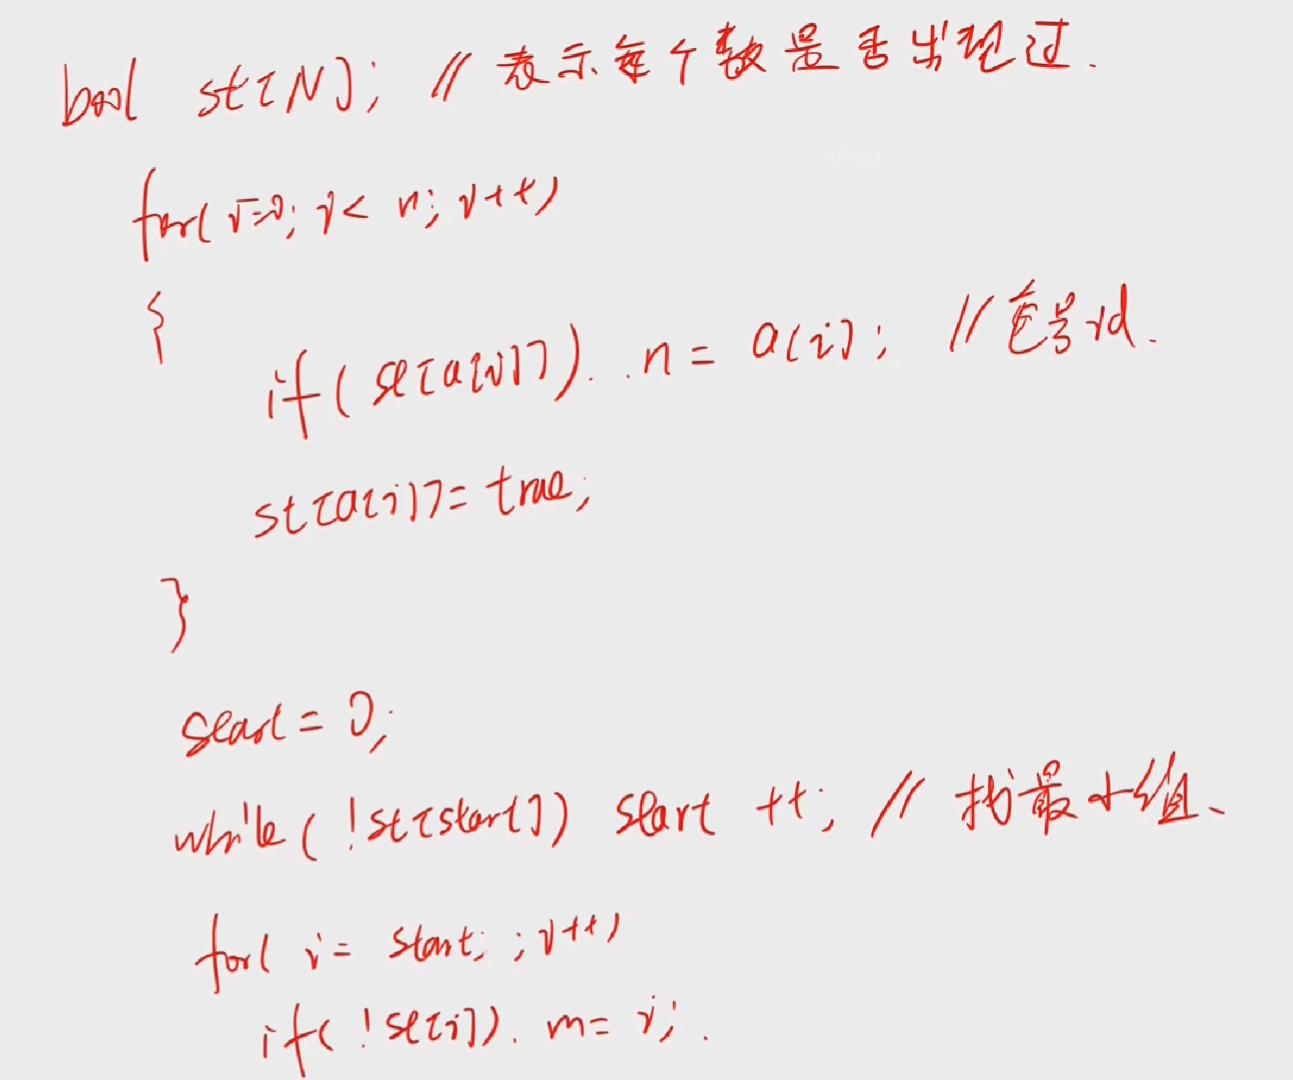 bool st[N]; // 表示每个数是否出现过.
for(i=0; i< n; i++)
{
if(st[a[i]]) n = a[i]; // 重号id.
st[a[i]]= true;
}
start = 0;
while( !st[start]) start ++; // 找最小值、
for( i= start; ; i++)
if( !st[i]). m= i;.